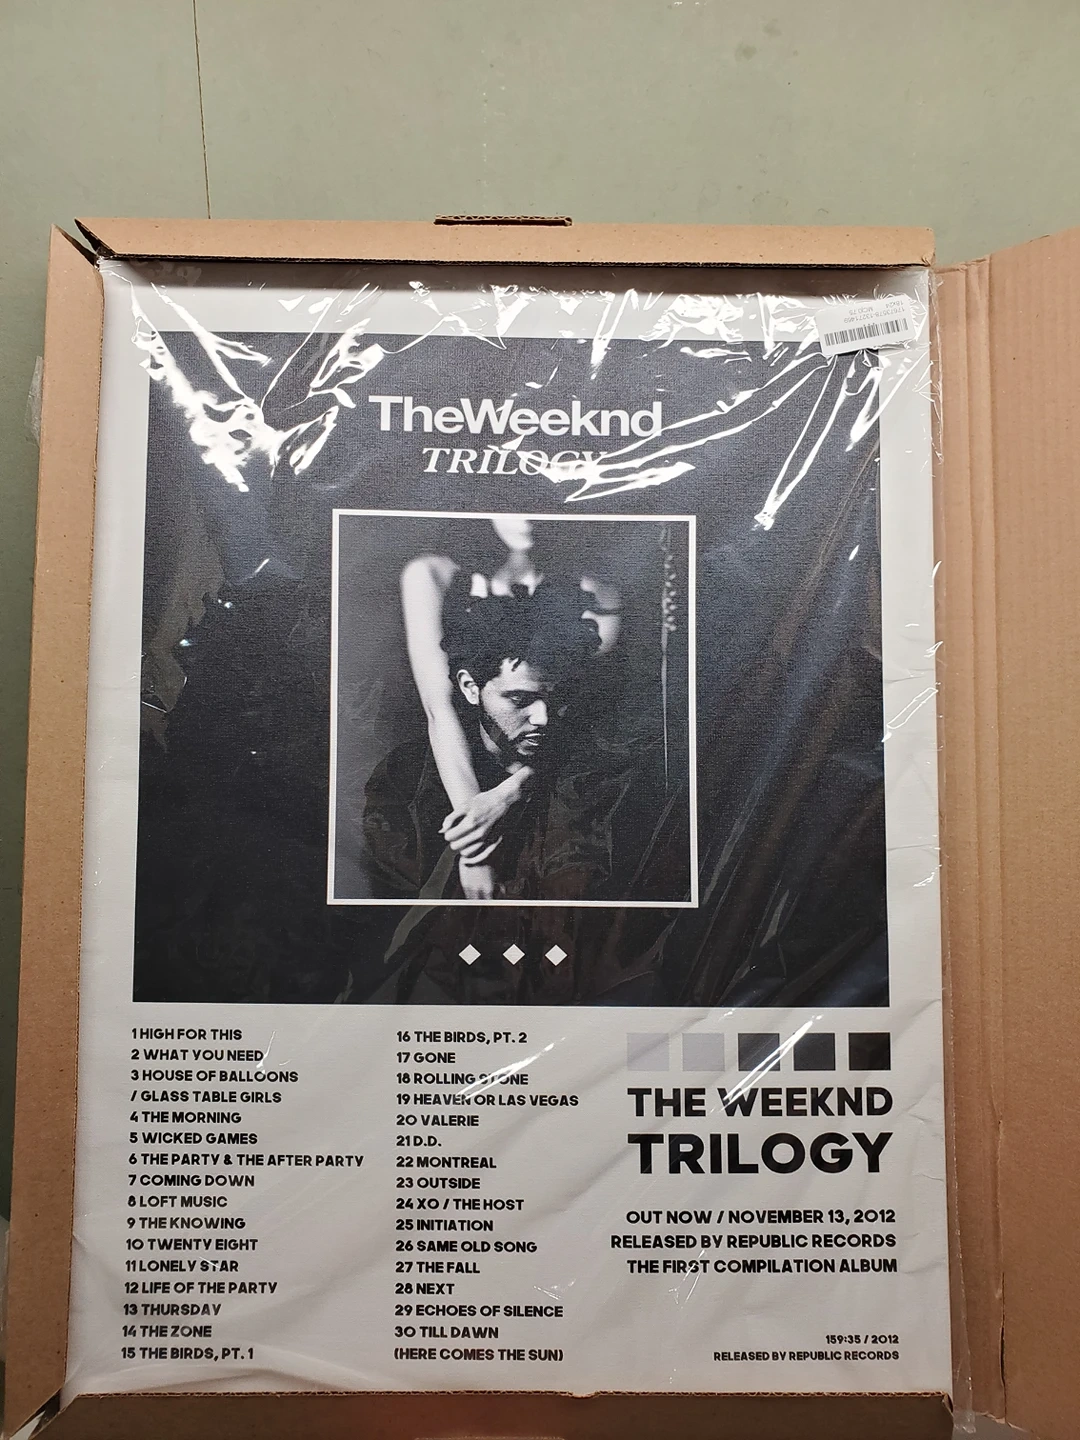 TheWeeknd
TRILOGY
1 HIGH FOR THIS
2 WHAT YOU NEED
3 HOUSE OF BALLOONS
/ GLASS TABLE GIRLS
4 THE MORNING
5 WICKED GAMES
6 THE PARTY & THE AFTER PARTY
7 COMING DOWN
8 LOFT MUSIC
9 THE KNOWING
10 TWENTY EIGHT
11 LONELY STAR
12 LIFE OF THE PARTY
13 THURSDAY
14 THE ZONE
15 THE BIRDS, PT. 1
16 THE BIRDS, PT. 2
17 GONE
18 ROLLING STONE
19 HEAVEN OR LAS VEGAS
20 VALERIE
21 D.D.
22 MONTREAL
23 OUTSIDE
24 XO / THE HOST
25 INITIATION
26 SAME OLD SONG
27 THE FALL
28 NEXT
29 ECHOES OF SILENCE
30 TILL DAWN
(HERE COMES THE SUN)
THE WEEKND
TRILOGY
OUT NOW / NOVEMBER 13, 2012
RELEASED BY REPUBLIC RECORDS
THE FIRST COMPILATION ALBUM
159:35 / 2012
RELEASED BY REPUBLIC RECORDS